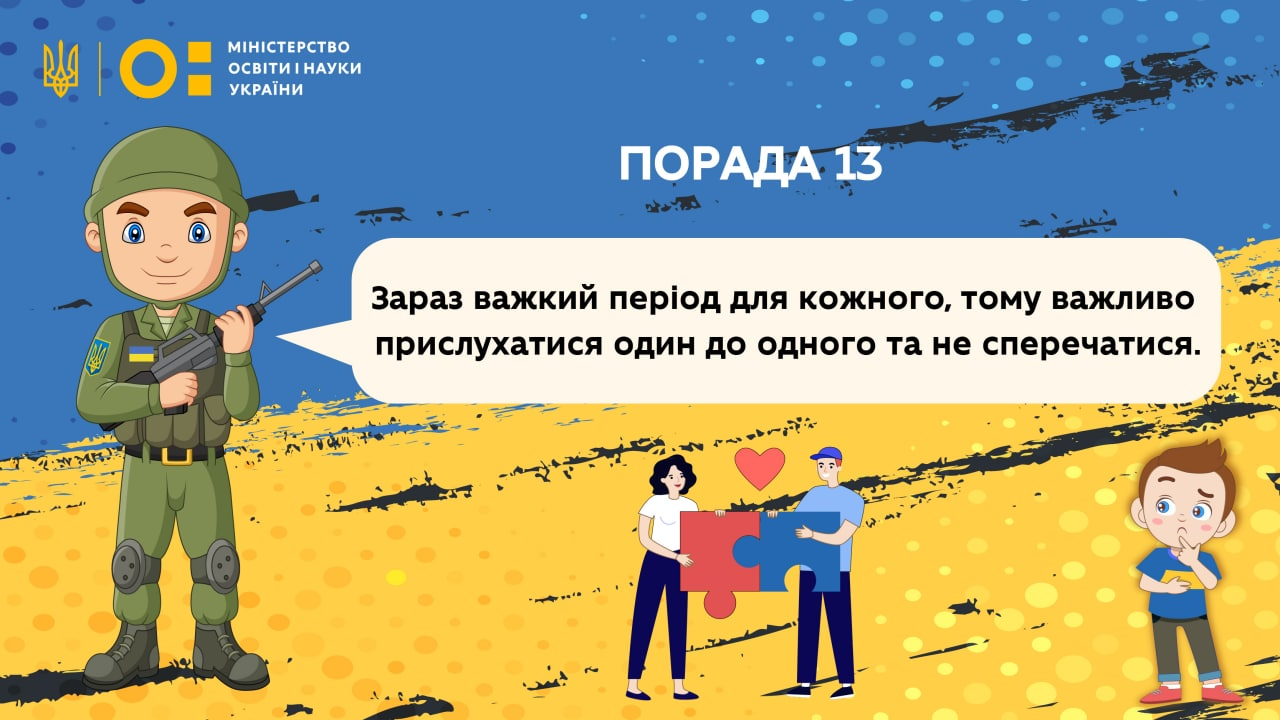 МІНІСТЕРСТВО
ОСВІТИ І НАУКИ
УКРАЇНИ
ПОРАДА 13
Зараз важкий період для кожного, тому важливо
прислухатися один до одного та не сперечатися.